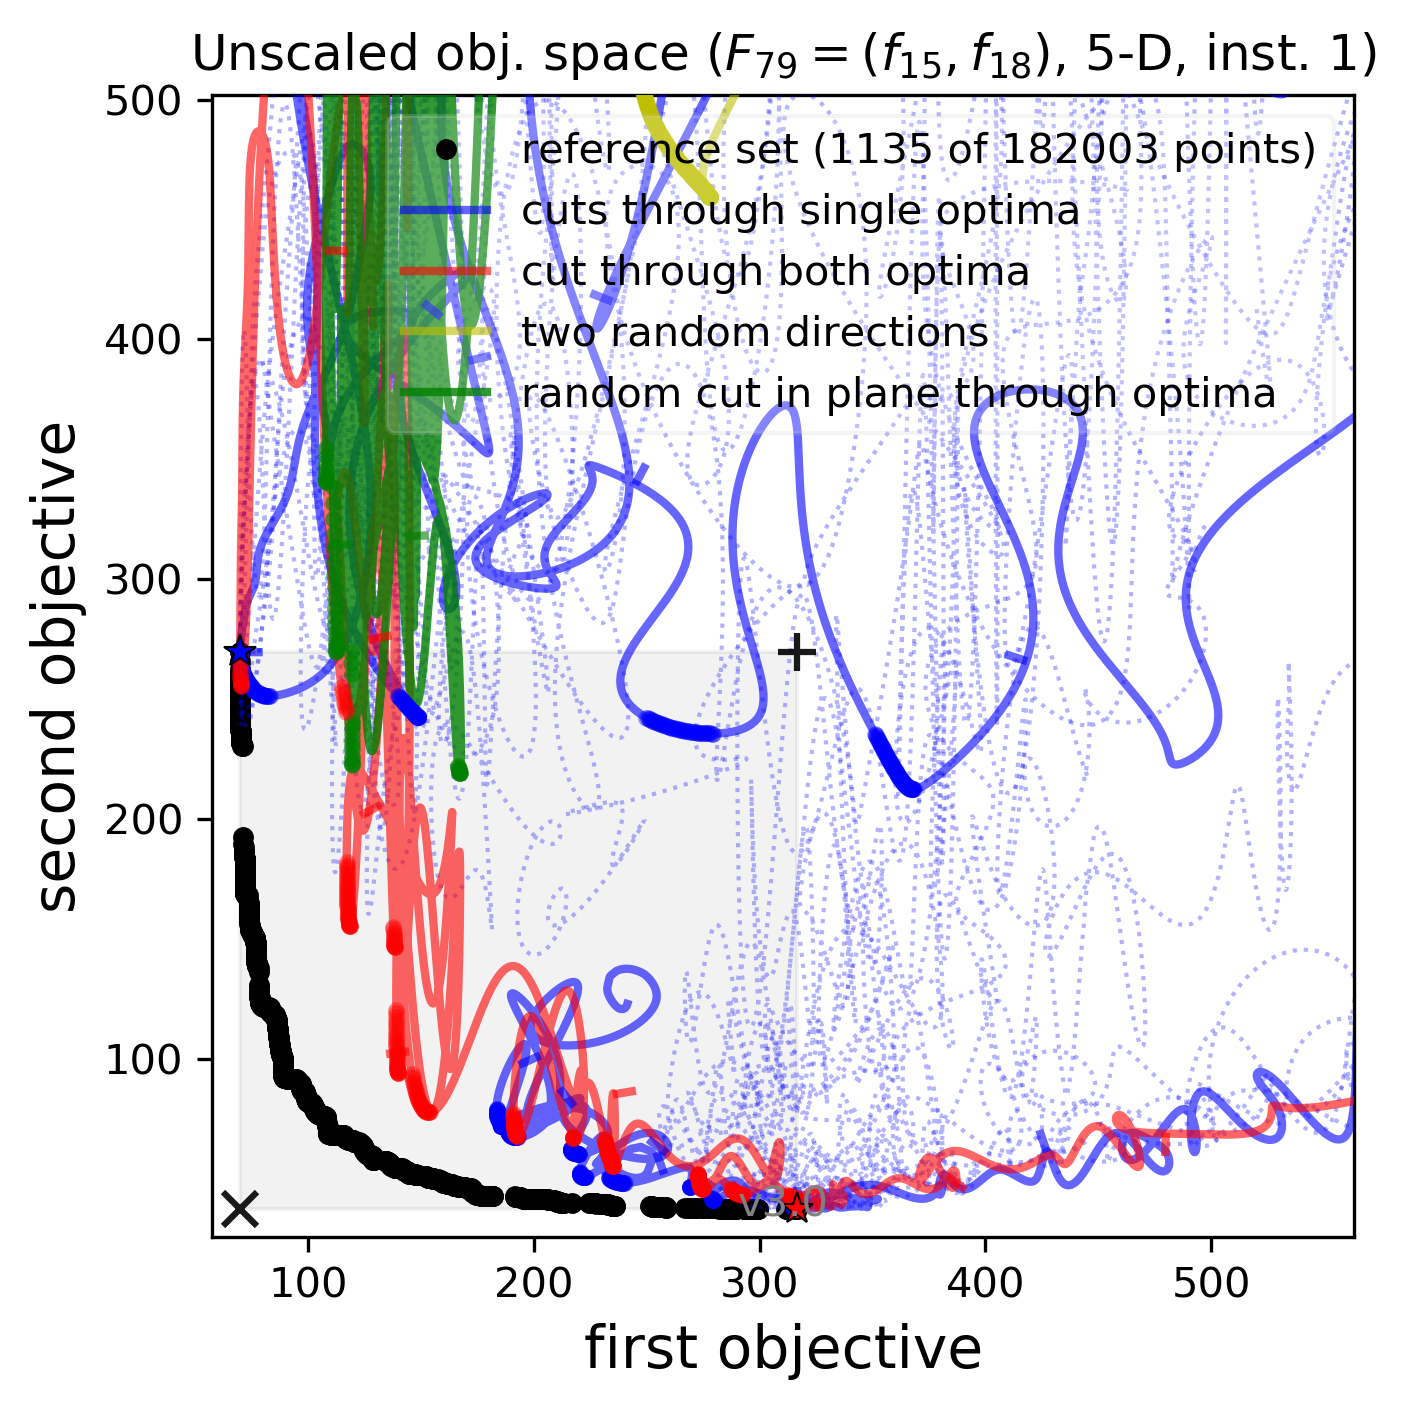 Unscaled obj. space (F79 = (f15, f18), 5-D, inst. 1)
500
400
300
200
100
second objective
reference set (1135 of 182003 points)
cuts through single optima
cut through both optima
two random directions
random cut in plane through optima
v3.0
100
200
300
400
500
first objective